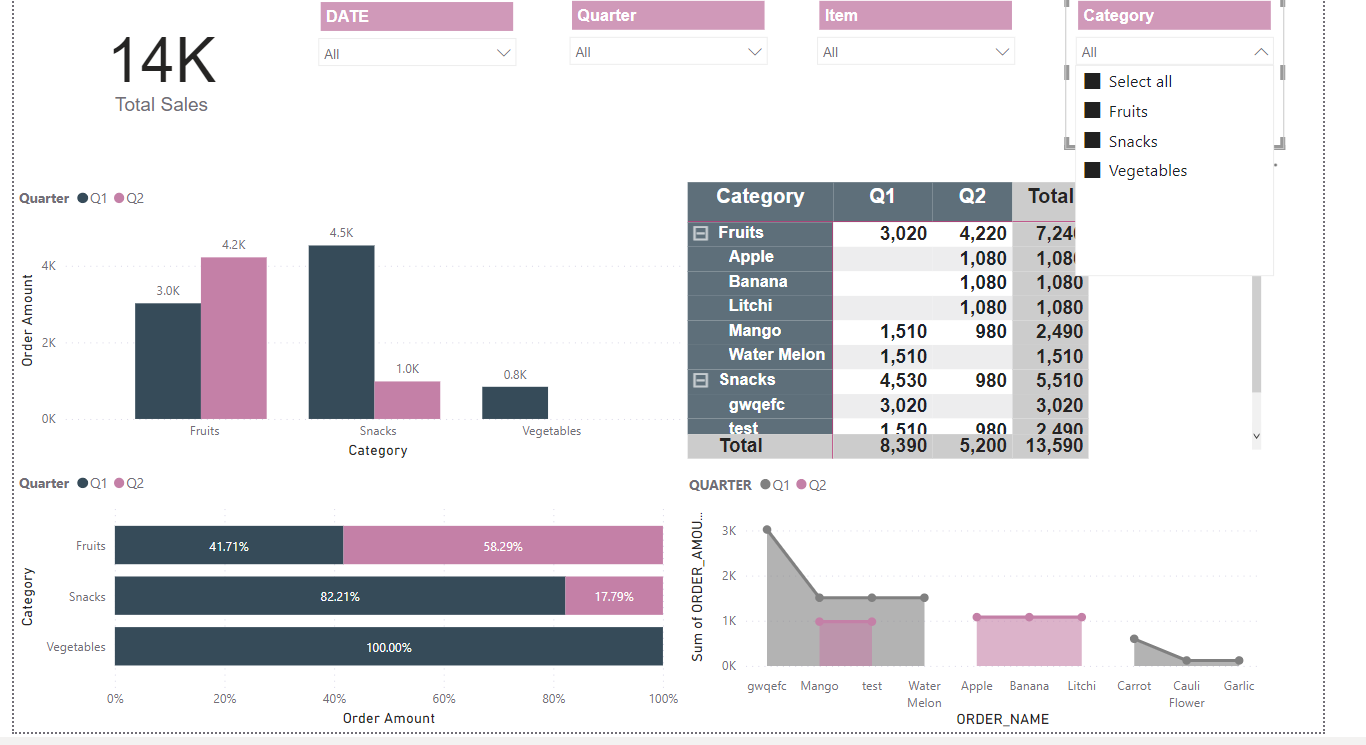 DATE
Quarter
Item
Category
All
All
All
All
14K
Total Sales
Select all
Fruits
Snacks
Vegetables
Quarter Q1 Q2
4.5K
4.2K
3.0K
1.0K
0.8K
4K
2K
0K
Order Amount
Fruits Snacks Vegetables
Category
Category Q1 Q2 Total
Fruits 3,020 4,220 7,240
Apple 1,080 1,080
Banana 1,080 1,080
Litchi 1,080 1,080
Mango 1,510 980 2,490
Water Melon 1,510 1,510
Snacks 4,530 980 5,510
gwqefc 3,020 3,020
test 1,510 980 2,490
Total 8,390 5,200 13,590
Quarter Q1 Q2
Category
Fruits 41.71% 58.29%
Snacks 82.21% 17.79%
Vegetables 100.00%
0% 20% 40% 60% 80% 100%
Order Amount
QUARTER Q1 Q2
Sum of ORDER_AMOU...
3K
2K
1K
0K
gwqefc Mango test Water Melon Apple Banana Litchi Carrot Cauli Flower Garlic
ORDER_NAME